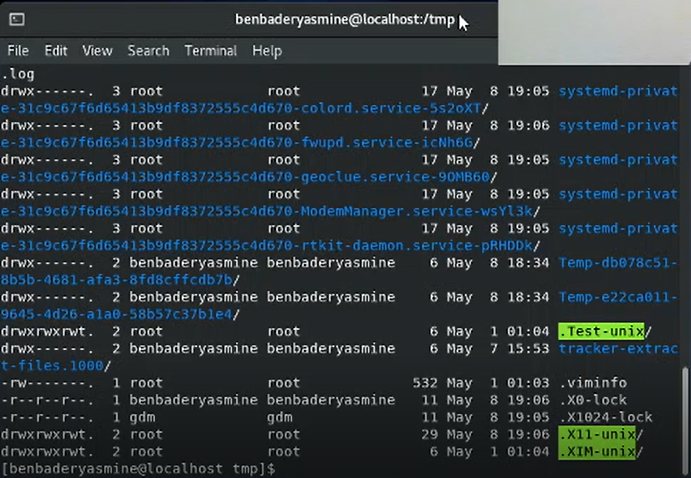 benbaderyasmine@localhost:/tmp
File Edit View Search Terminal Help
.log
drwx------. 3 root root 17 May 8 19:05 systemd-privat
e-31c9c67f6d65413b9df8372555c4d670-colord.service-5s2oXT/
drwx------. 3 root root 17 May 8 19:06 systemd-privat
e-31c9c67f6d65413b9df8372555c4d670-fwupd.service-icNh6G/
drwx------. 3 root root 17 May 8 19:05 systemd-privat
e-31c9c67f6d65413b9df8372555c4d670-geoclue.service-9OMB60/
drwx------. 3 root root 17 May 8 19:05 systemd-privat
e-31c9c67f6d65413b9df8372555c4d670-ModemManager.service-wsYl3k/
drwx------. 3 root root 17 May 8 19:05 systemd-privat
e-31c9c67f6d65413b9df8372555c4d670-rtkit-daemon.service-pRHDDk/
drwx------. 2 benbaderyasmine benbaderyasmine 6 May 8 18:34 Temp-db078c51-
8b5b-4681-afa3-8fd8cffcdb7b/
drwx------. 2 benbaderyasmine benbaderyasmine 6 May 8 18:34 Temp-e22ca011-
9645-4d26-a1a0-58b57c37b1e4/
drwxrwxrwt. 2 root root 6 May 1 01:04 .Test-unix/
drwx------. 2 benbaderyasmine benbaderyasmine 6 May 7 15:53 tracker-extrac
t-files.1000/
-rw-------. 1 root root 532 May 1 01:03 .viminfo
-r--r--r--. 1 benbaderyasmine benbaderyasmine 11 May 8 19:06 .X0-lock
-r--r--r--. 1 gdm gdm 11 May 8 19:05 .X1024-lock
drwxrwxrwt. 2 root root 29 May 8 19:06 .X11-unix/
drwxrwxrwt. 2 root root 6 May 1 01:04 .XIM-unix/
[benbaderyasmine@localhost tmp]$